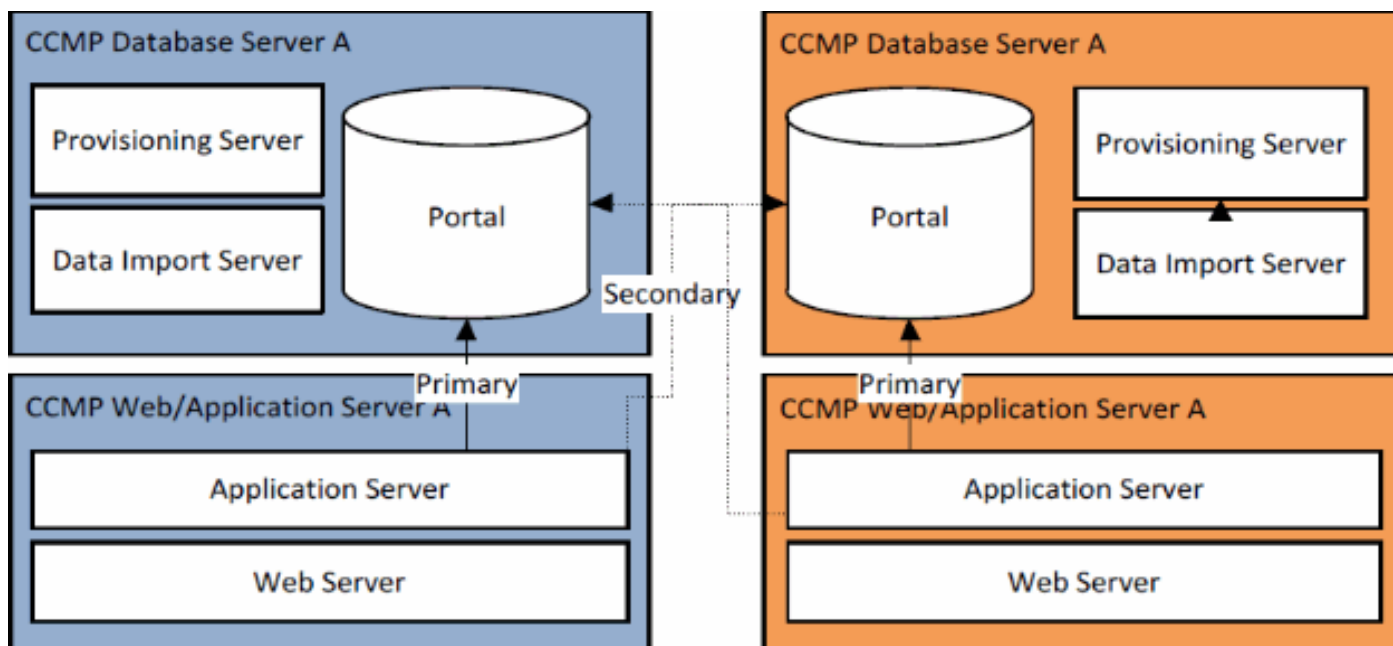 CCMP Database Server A
Provisioning Server
Data Import Server
Portal
Secondary
CCMP Database Server A
Portal
Provisioning Server
Data Import Server
Primary
CCMP Web/Application Server A
Application Server
Web Server
Primary
CCMP Web/Application Server A
Application Server
Web Server